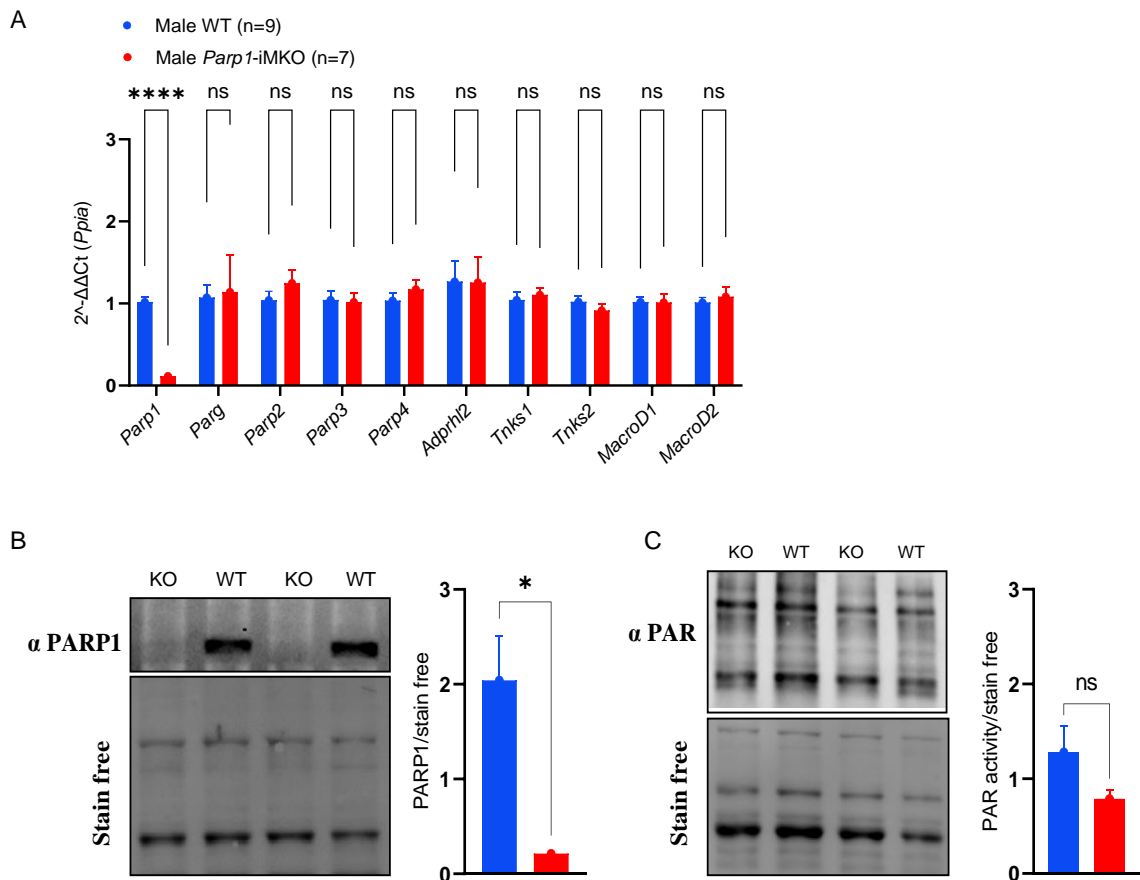 A
Male WT (n=9)
Male Parp1-iMKO (n=7)
**** ns ns ns ns ns ns ns ns ns
3
2
1
0
2^-ΔΔCt (Ppia)
Parp1 Parg Parp2 Parp3 Parp4 Adprhl2 Tnks1 Tnks2 MacroD1 MacroD2
B
KO WT KO WT
α PARP1
Stain free
3
2
1
0
PARP1/stain free
*
C
KO WT KO WT
α PAR
Stain free
3
2
1
0
PAR activity/stain free
ns